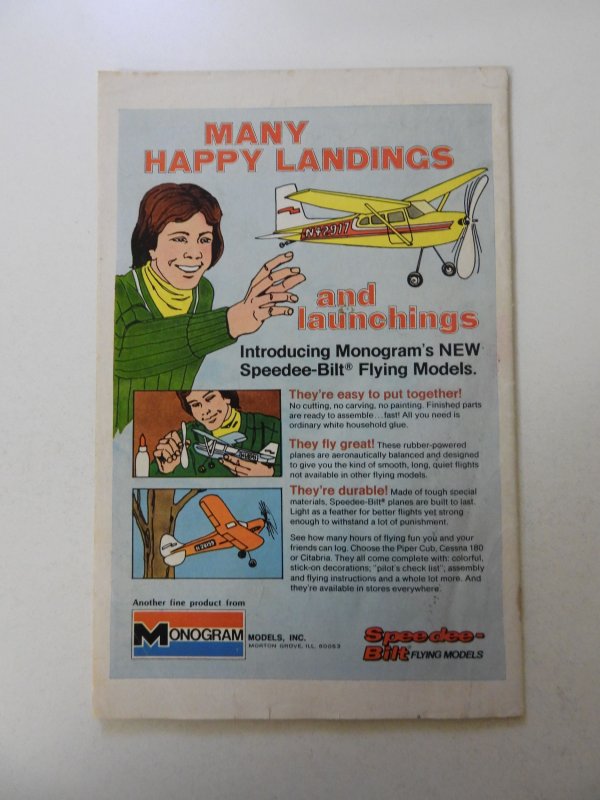 MANY
HAPPY LANDINGS
N42977
and
launchings
Introducing Monogram's NEW
Speedee-Bilt® Flying Models.
They're easy to put together!
No cutting, no carving, no painting. Finished parts
are ready to assemble...fast! All you need is
ordinary white household glue.
They fly great! These rubber-powered
planes are aeronautically balanced and designed
to give you the kind of smooth, long, quiet flights
not available in other flying models.
They're durable! Made of tough special
materials, Speedee-Bilt® planes are built to last.
Light as a feather for better flights yet strong
enough to withstand a lot of punishment.
See how many hours of flying fun you and your
friends can log. Choose the Piper Cub, Cessna 180
or Citabria. They all come complete with: colorful,
stick-on decorations; "pilot's check list", assembly
and flying instructions and a whole lot more. And
they're available in stores everywhere.
Another fine product from
MONOGRAM MODELS, INC.
MORTON GROVE, ILL. 60053
Speedee-
Bilt® FLYING MODELS